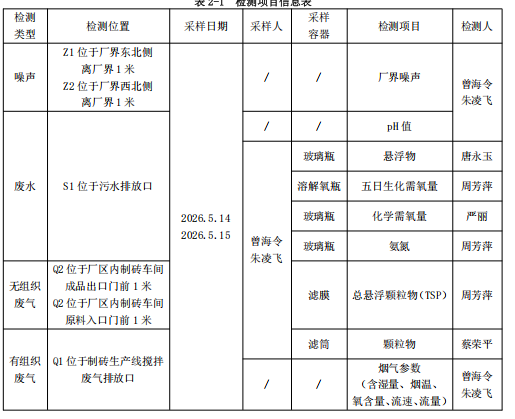 表 2-1 检测项目信息表
检测类型 检测位置 采样日期 采样人 采样容器 检测项目 检测人
噪声 Z1 位于厂界东北侧离厂界 1 米 / / 厂界噪声 曾海令 朱凌飞
Z2 位于厂界西北侧离厂界 1 米
/ / pH 值
废水 S1 位于污水排放口 2026.5.14 曾海令 玻璃瓶 悬浮物 唐永玉
2026.5.15 朱凌飞 溶解氧瓶 五日生化需氧量 周芳萍
玻璃瓶 化学需氧量 严丽
玻璃瓶 氨氮 周芳萍
无组织废气 Q2 位于厂区内制砖车间成品出口门前 1 米 滤膜 总悬浮颗粒物(TSP) 周芳萍
Q2 位于厂区内制砖车间原料入口门前 1 米
有组织废气 Q1 位于制砖生产线搅拌废气排放口 滤筒 颗粒物 蔡荣平
/ / 烟气参数(含湿量、烟温、氧含量、流速、流量) 曾海令 朱凌飞